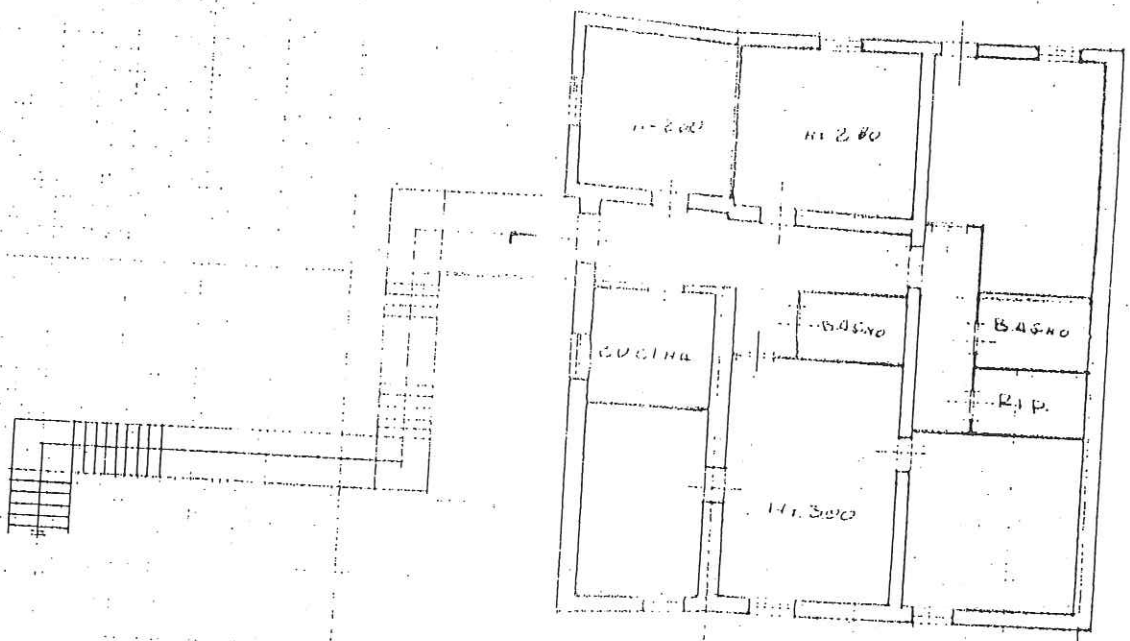 H= 2.80
H= 2.80
BAGNO
BAGNO
CUCINA
RIP.
H=. 3.00